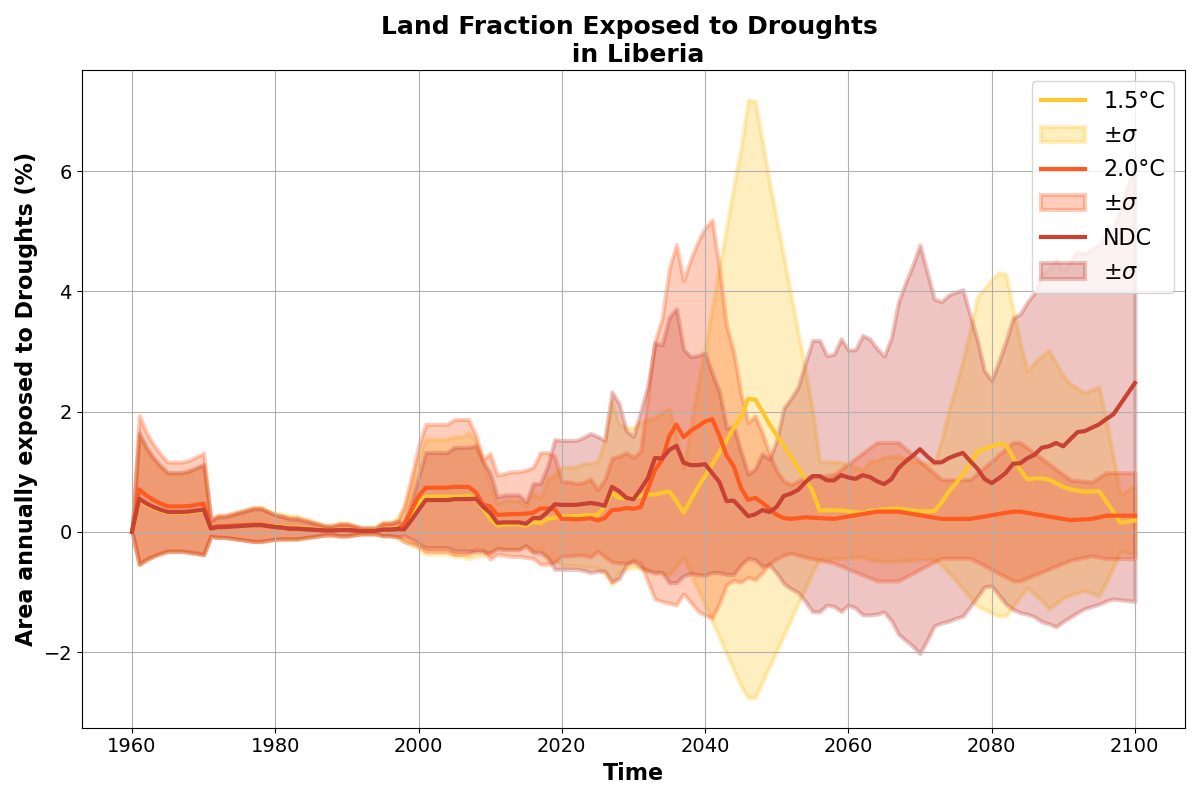 Land Fraction Exposed to Droughts
in Liberia
Area annually exposed to Droughts (%)
6
4
2
0
−2
1960
1980
2000
2020
2040
2060
2080
2100
Time
1.5°C
±σ
2.0°C
±σ
NDC
±σ